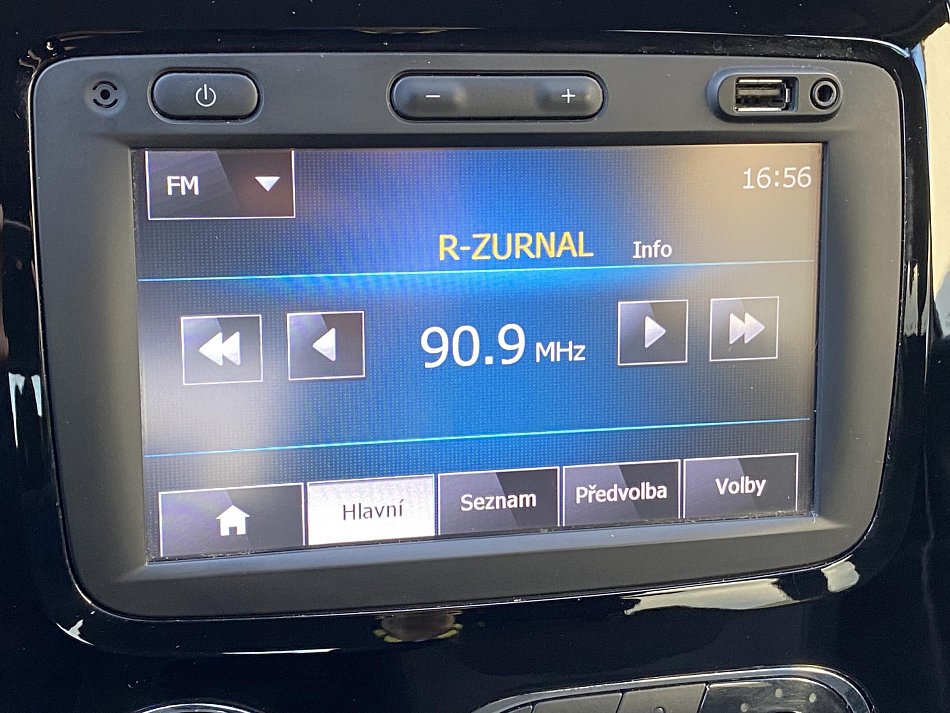 FM
16:56
R-ZURNAL Info
90.9 MHz
Hlavní Seznam Předvolba Volby